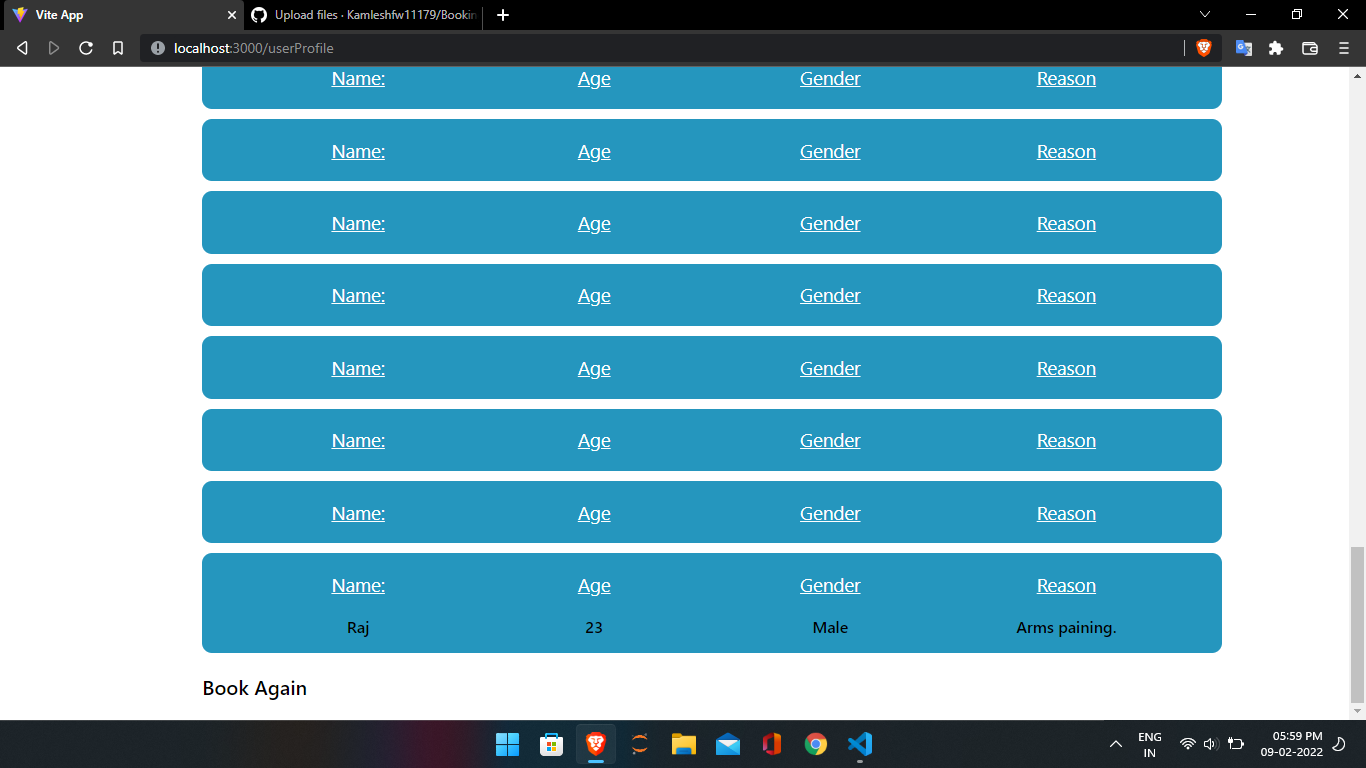 Vite App
Upload files · Kamleshfw11179/Bookin
localhost:3000/userProfile
Name: Age Gender Reason
Name: Age Gender Reason
Name: Age Gender Reason
Name: Age Gender Reason
Name: Age Gender Reason
Name: Age Gender Reason
Name: Age Gender Reason
Name: Age Gender Reason
Raj 23 Male Arms paining.
Book Again
ENG
IN
05:59 PM
09-02-2022